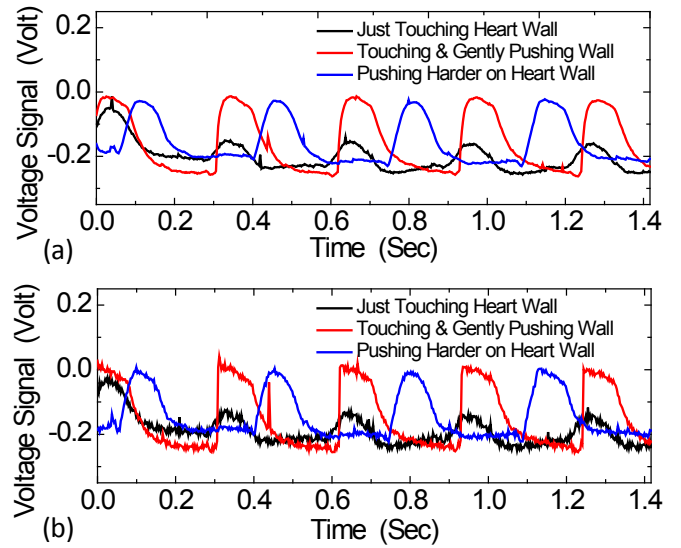 0.2
0.0
-0.2
Voltage Signal (Volt)
Just Touching Heart Wall
Touching & Gently Pushing Wall
Pushing Harder on Heart Wall
0.0 0.2 0.4 0.6 0.8 1.0 1.2 1.4
Time (Sec)
(a)
0.2
0.0
-0.2
Voltage Signal (Volt)
Just Touching Heart Wall
Touching & Gently Pushing Wall
Pushing Harder on Heart Wall
0.0 0.2 0.4 0.6 0.8 1.0 1.2 1.4
Time (Sec)
(b)